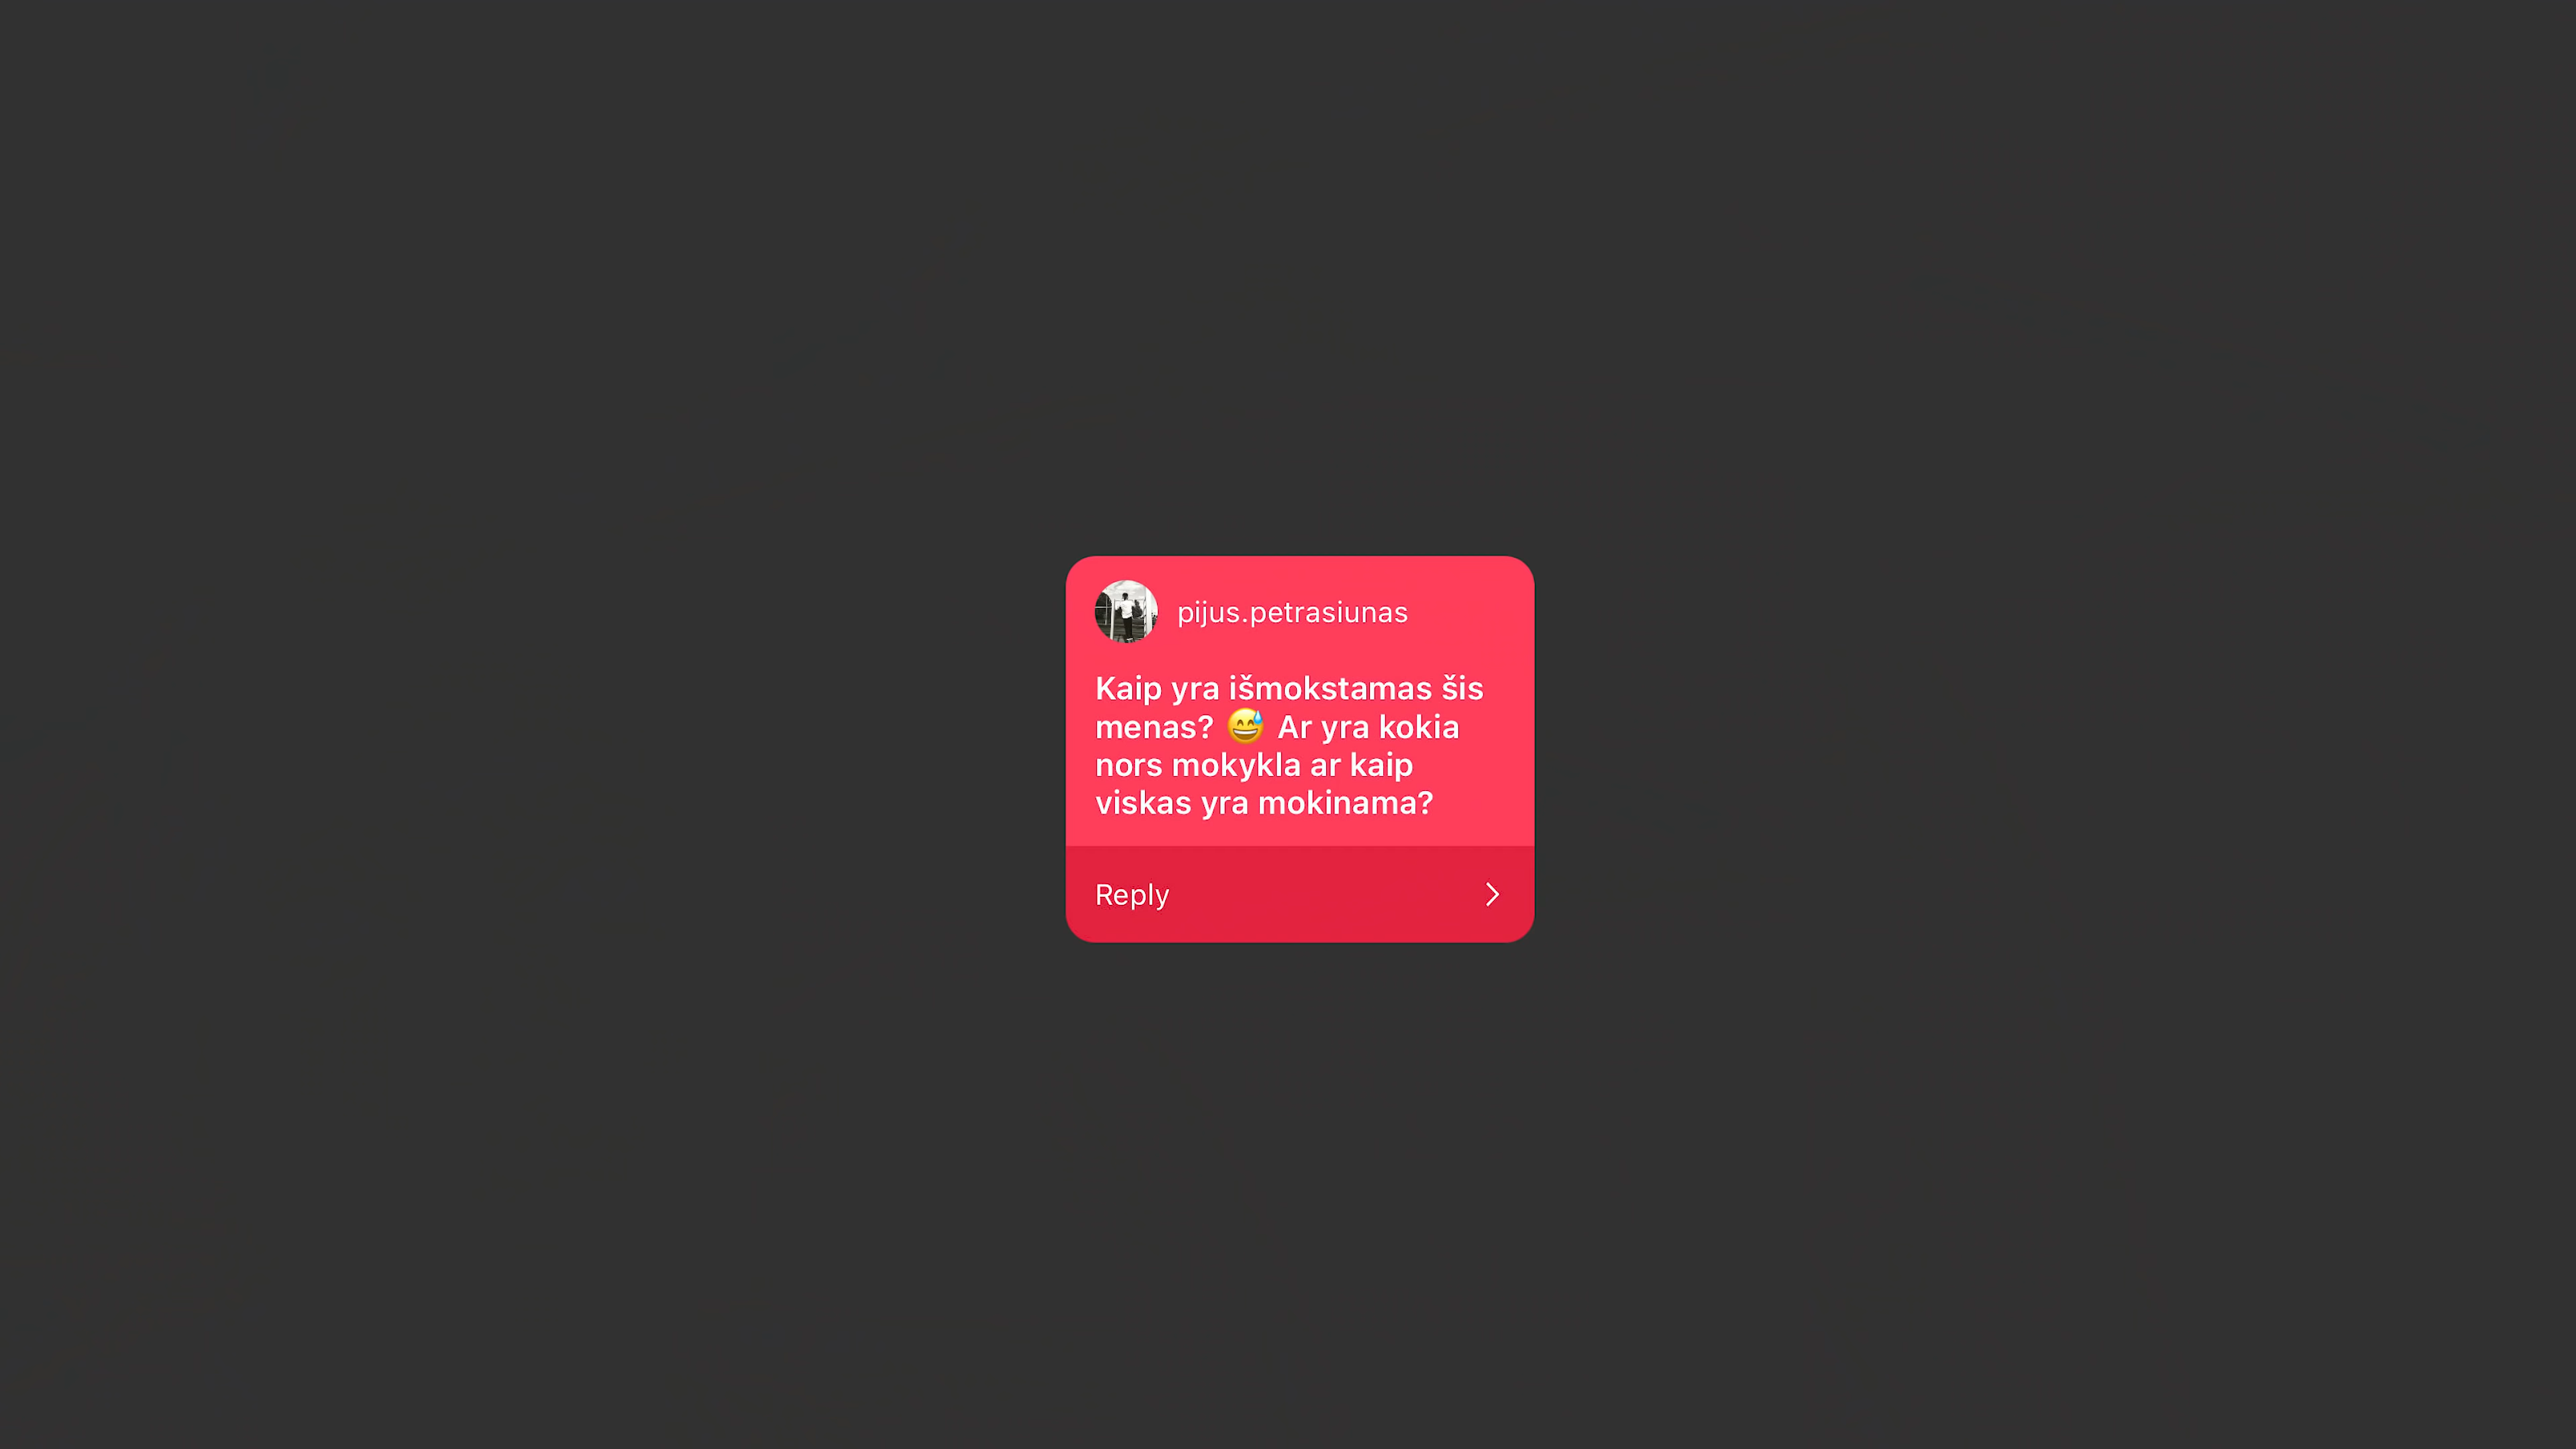 pijus.petrasiunas
Kaip yra išmokstamas šis
menas? 😅 Ar yra kokia
nors mokykla ar kaip
viskas yra mokinama?
Reply